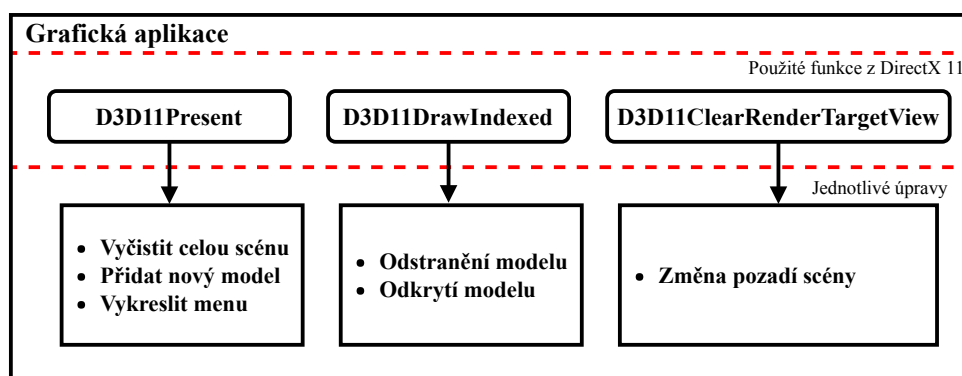 Grafická aplikace
Použité funkce z DirectX 11
D3D11Present
D3D11DrawIndexed
D3D11ClearRenderTargetView
Jednotlivé úpravy
• Vyčistit celou scénu
• Přidat nový model
• Vykreslit menu
• Odstranění modelu
• Odkrytí modelu
• Změna pozadí scény